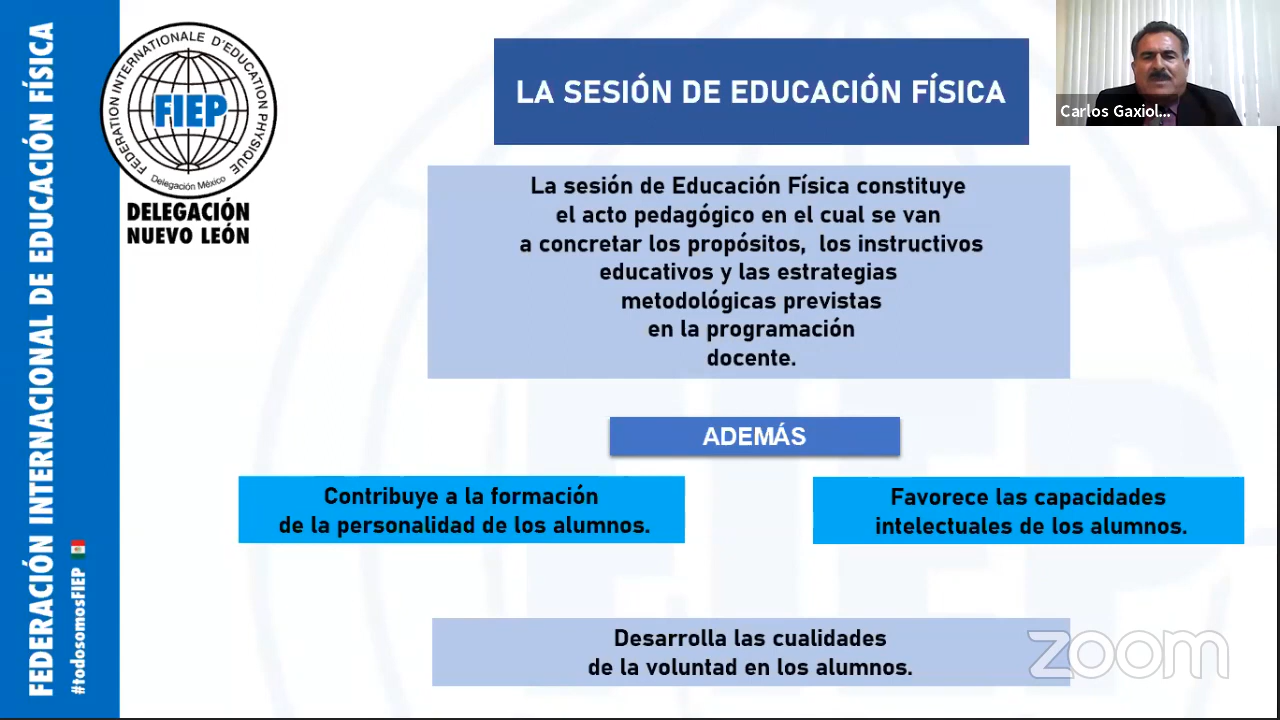 FEDERACIÓN INTERNACIONAL DE EDUCACIÓN FÍSICA
#todosomosFIEP
FEDERATION INTERNATIONALE D'EDUCATION PHYSIQUE
FIEP
Delegación México
DELEGACIÓN
NUEVO LEÓN
LA SESIÓN DE EDUCACIÓN FÍSICA
Carlos Gaxiol...
La sesión de Educación Física constituye
el acto pedagógico en el cual se van
a concretar los propósitos, los instructivos
educativos y las estrategias
metodológicas previstas
en la programación
docente.
ADEMÁS
Contribuye a la formación
de la personalidad de los alumnos.
Favorece las capacidades
intelectuales de los alumnos.
Desarrolla las cualidades
de la voluntad en los alumnos.
zoom